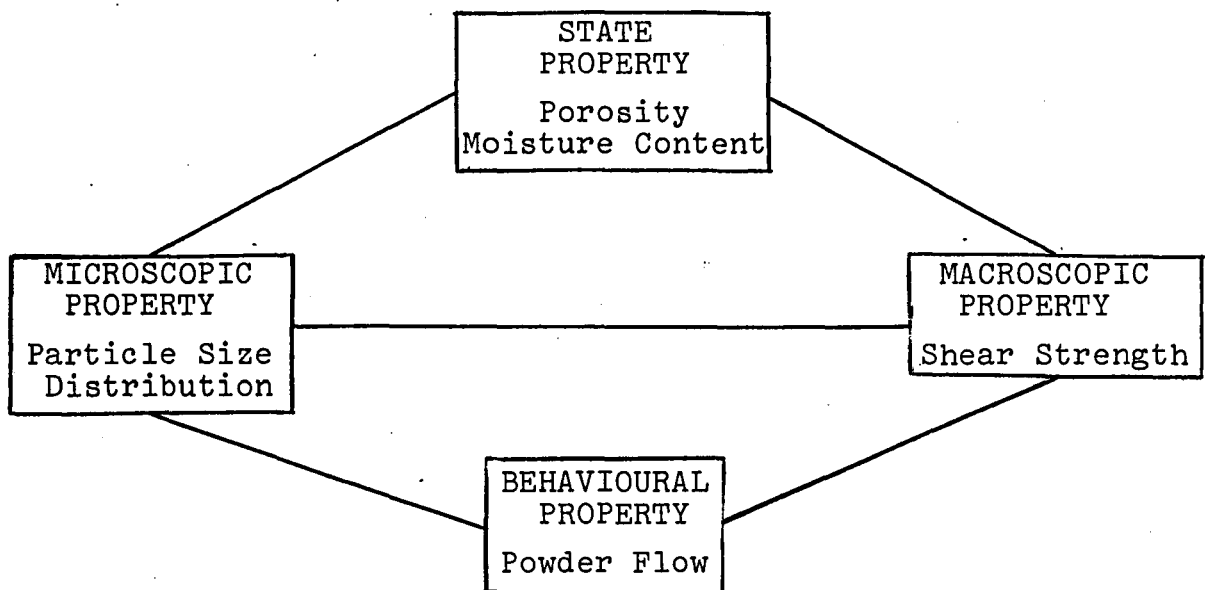 STATE
PROPERTY
Porosity
Moisture Content
MICROSCOPIC
PROPERTY
Particle Size
Distribution
MACROSCOPIC
PROPERTY
Shear Strength
BEHAVIOURAL
PROPERTY
Powder Flow